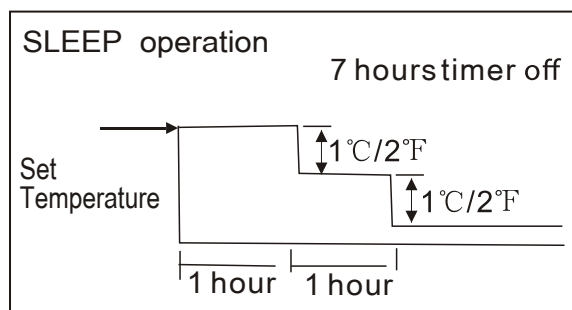 SLEEP operation
7 hours timer off
1℃/2℉
Set
Temperature
1℃/2℉
1 hour
1 hour